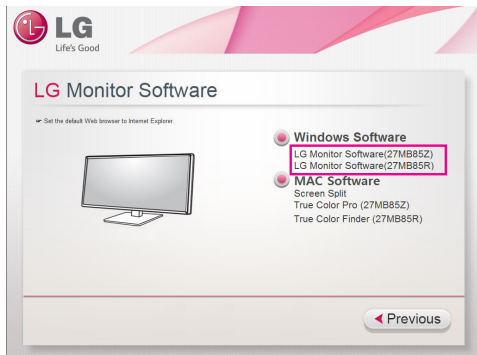 LG
Life's Good
LG Monitor Software
☞ Set the default Web browser to Internet Explorer.
Windows Software
LG Monitor Software(27MB85Z)
LG Monitor Software(27MB85R)
MAC Software
Screen Split
True Color Pro (27MB85Z)
True Color Finder (27MB85R)
Previous